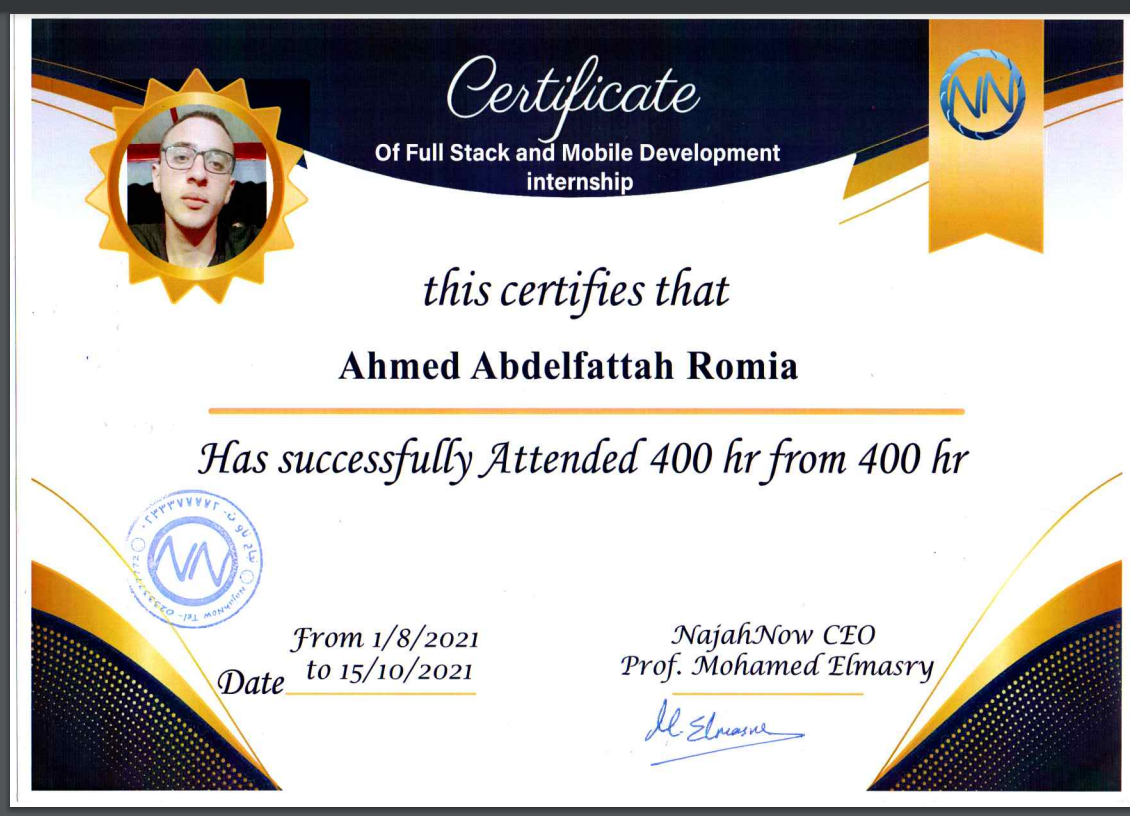 NN
Certificate
Of Full Stack and Mobile Development
internship
this certifies that
Ahmed Abdelfattah Romia
Has successfully Attended 400 hr from 400 hr
نجاح ناو ت- ٠٢٣٣٣٧٧٧٧٢
NN
NajahNow Tel - 0233377772
From 1/8/2021
to 15/10/2021
Date
NajahNow CEO
Prof. Mohamed Elmasry